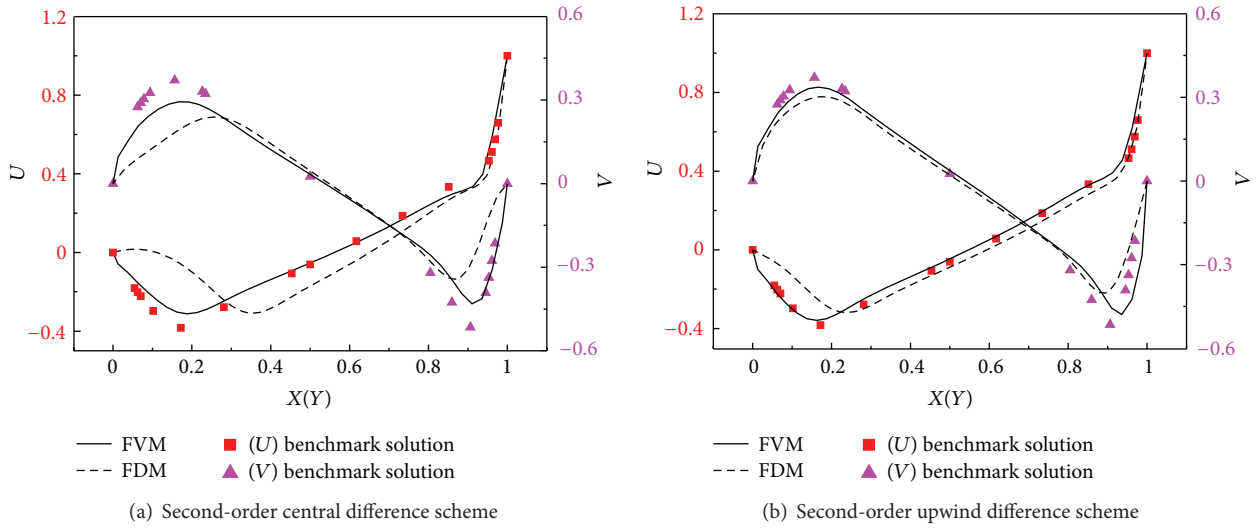 1.2
0.8
0.4
0
−0.4
U
0.6
0.3
0
−0.3
−0.6
V
0 0.2 0.4 0.6 0.8 1
X(Y)
FVM
FDM
(U) benchmark solution
(V) benchmark solution
(a) Second-order central difference scheme
1.2
0.8
0.4
0
−0.4
U
0.6
0.3
0
−0.3
−0.6
V
0 0.2 0.4 0.6 0.8 1
X(Y)
FVM
FDM
(U) benchmark solution
(V) benchmark solution
(b) Second-order upwind difference scheme